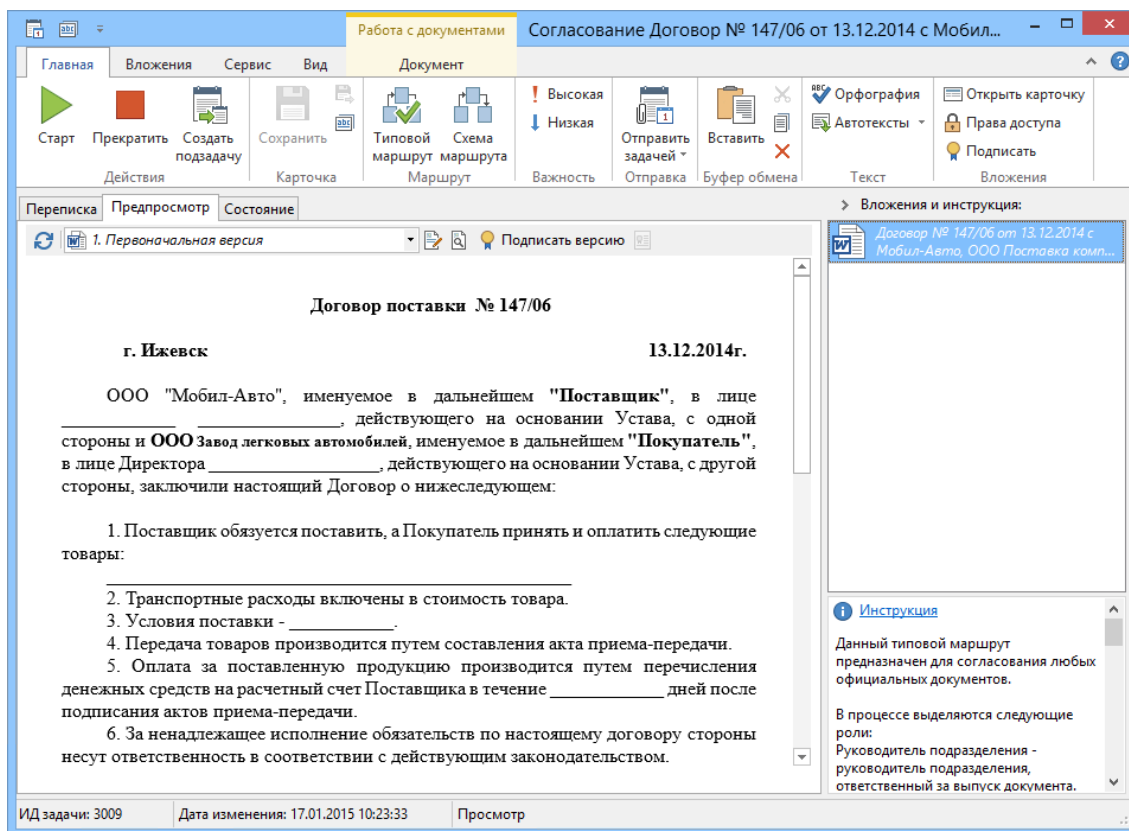 Работа с документами
Согласование Договор № 147/06 от 13.12.2014 с Мобил...
Главная Вложения Сервис Вид Документ
Старт
Прекратить
Создать подзадачу
Действия
Сохранить
abc
Карточка
Типовой маршрут
Схема маршрута
Маршрут
Высокая
Низкая
Важность
Отправить задачей
Отправка
Вставить
Буфер обмена
ABC Орфография
Автотексты
Текст
Открыть карточку
Права доступа
Подписать
Вложения
Переписка Предпросмотр Состояние
1. Первоначальная версия
Подписать версию
Договор поставки № 147/06
г. Ижевск 13.12.2014г.
ООО "Мобил-Авто", именуемое в дальнейшем "Поставщик", в лице
____________ _______________, действующего на основании Устава, с одной
стороны и ООО Завод легковых автомобилей, именуемое в дальнейшем "Покупатель",
в лице Директора __________________, действующего на основании Устава, с другой
стороны, заключили настоящий Договор о нижеследующем:
1. Поставщик обязуется поставить, а Покупатель принять и оплатить следующие
товары:
_________________________________________________
2. Транспортные расходы включены в стоимость товара.
3. Условия поставки - ___________.
4. Передача товаров производится путем составления акта приема-передачи.
5. Оплата за поставленную продукцию производится путем перечисления
денежных средств на расчетный счет Поставщика в течение ____________ дней после
подписания актов приема-передачи.
6. За ненадлежащее исполнение обязательств по настоящему договору стороны
несут ответственность в соответствии с действующим законодательством.
Вложения и инструкция:
Договор № 147/06 от 13.12.2014 с
Мобил-Авто, ООО Поставка комп...
Инструкция
Данный типовой маршрут
предназначен для согласования любых
официальных документов.
В процессе выделяются следующие
роли:
Руководитель подразделения -
руководитель подразделения,
ответственный за выпуск документа.
ИД задачи: 3009 Дата изменения: 17.01.2015 10:23:33 Просмотр